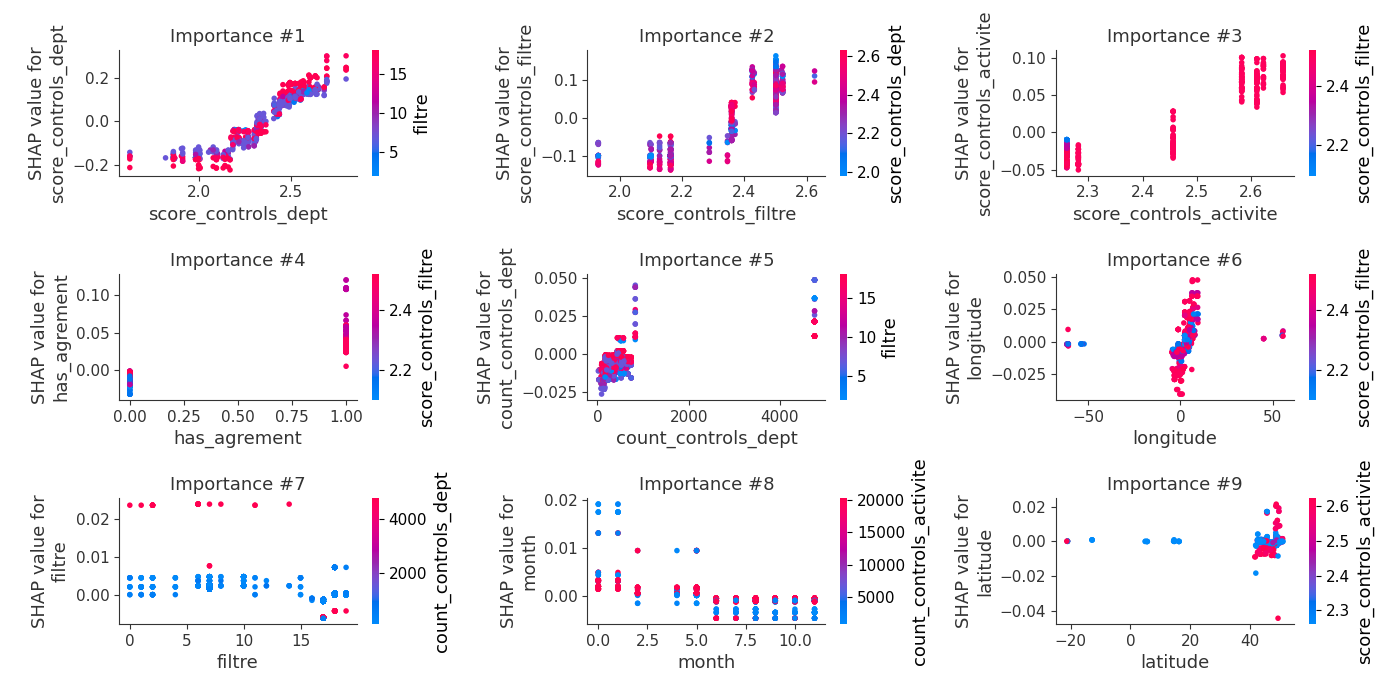 Importance #1
SHAP value for
score_controls_dept
0.2
0.0
−0.2
2.0
2.5
score_controls_dept
15
10
5
filtre
Importance #2
SHAP value for
score_controls_filtre
0.1
0.0
−0.1
2.0
2.2
2.4
2.6
score_controls_filtre
2.6
2.4
2.2
2.0
score_controls_dept
Importance #3
SHAP value for
score_controls_activite
0.10
0.05
0.00
−0.05
2.3
2.4
2.5
2.6
score_controls_activite
2.4
2.2
score_controls_filtre
Importance #4
SHAP value for
has_agrement
0.10
0.05
0.00
0.00
0.25
0.50
0.75
1.00
has_agrement
2.4
2.2
score_controls_filtre
Importance #5
SHAP value for
count_controls_dept
0.050
0.025
0.000
−0.025
0
2000
4000
count_controls_dept
15
10
5
filtre
Importance #6
SHAP value for
longitude
0.050
0.025
0.000
−0.025
−50
0
50
longitude
2.4
2.2
score_controls_filtre
Importance #7
SHAP value for
filtre
0.02
0.01
0.00
0
5
10
15
filtre
4000
2000
count_controls_dept
Importance #8
SHAP value for
month
0.02
0.01
0.00
0.0
2.5
5.0
7.5
10.0
month
20000
15000
10000
5000
count_controls_activite
Importance #9
SHAP value for
latitude
0.02
0.00
−0.02
−0.04
−20
0
20
40
latitude
2.6
2.5
2.4
2.3
score_controls_activite